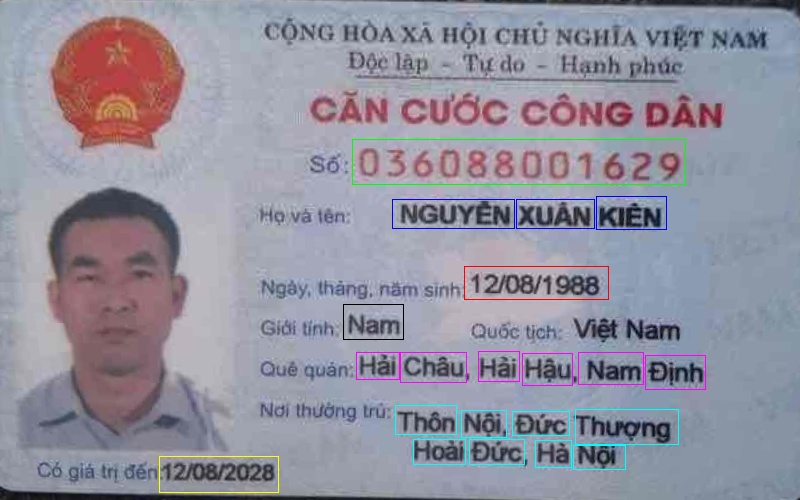 CỘNG HÒA XÃ HỘI CHỦ NGHĨA VIỆT NAM
Độc lập - Tự do - Hạnh phúc
CĂN CƯỚC CÔNG DÂN
Số: 036088001629
Họ và tên: NGUYỄN XUÂN KIÊN
Ngày, tháng, năm sinh: 12/08/1988
Giới tính: Nam Quốc tịch: Việt Nam
Quê quán: Hải Châu, Hải Hậu, Nam Định
Nơi thường trú: Thôn Nội, Đức Thượng
Hoài Đức, Hà Nội
Có giá trị đến: 12/08/2028